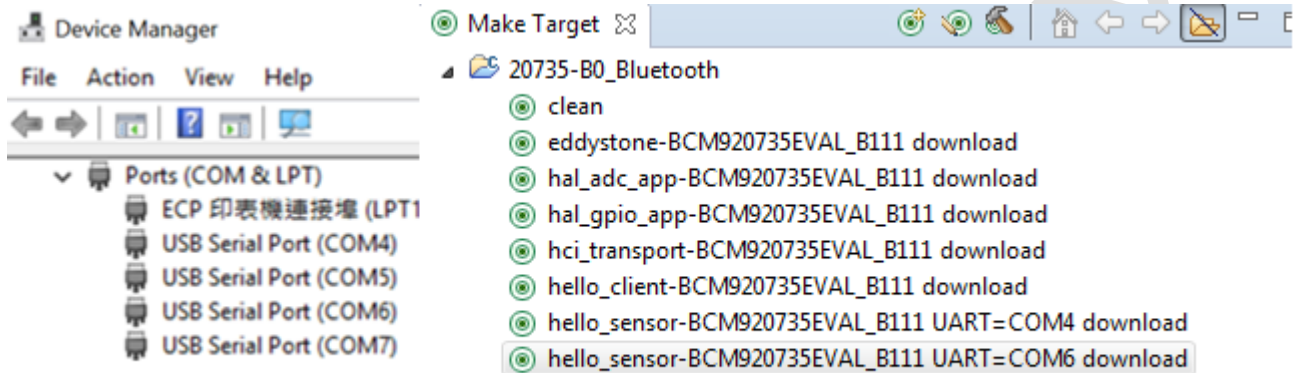 Device Manager
File Action View Help
Ports (COM & LPT)
ECP 印表機連接埠 (LPT1
USB Serial Port (COM4)
USB Serial Port (COM5)
USB Serial Port (COM6)
USB Serial Port (COM7)
Make Target
20735-B0_Bluetooth
clean
eddystone-BCM920735EVAL_B111 download
hal_adc_app-BCM920735EVAL_B111 download
hal_gpio_app-BCM920735EVAL_B111 download
hci_transport-BCM920735EVAL_B111 download
hello_client-BCM920735EVAL_B111 download
hello_sensor-BCM920735EVAL_B111 UART=COM4 download
hello_sensor-BCM920735EVAL_B111 UART=COM6 download